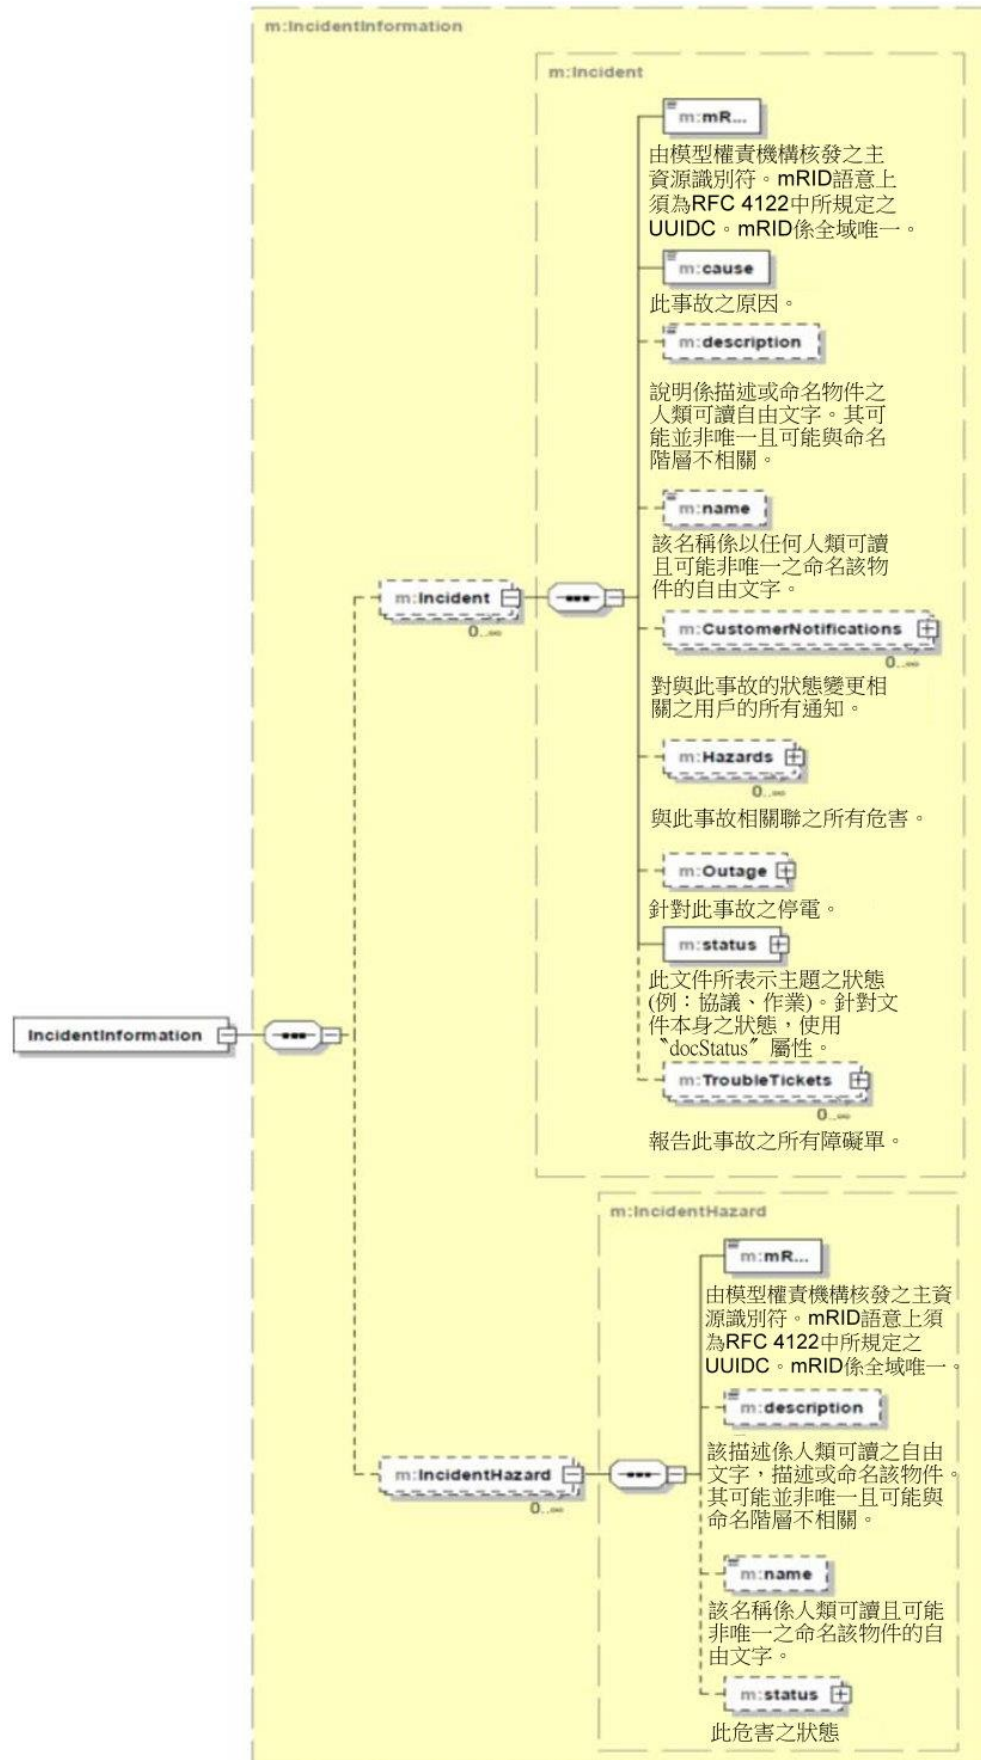 m:IncidentInformation
m:Incident
m:mR...
由模型權責機構核發之主
資源識別符。mRID語意上
須為RFC 4122中所規定之
UUIDC。mRID係全域唯一。
m:cause
此事故之原因。
m:description
說明係描述或命名物件之
人類可讀自由文字。其可
能並非唯一且可能與命名
階層不相關。
m:name
該名稱係以任何人類可讀
且可能非唯一之命名該物
件的自由文字。
m:Incident
0..∞
m:CustomerNotifications
0..∞
對與此事故的狀態變更相
關之用戶的所有通知。
m:Hazards
0..∞
與此事故相關聯之所有危害。
m:Outage
針對此事故之停電。
m:status
此文件所表示主題之狀態
(例：協議、作業)。針對文
件本身之狀態，使用
〝docStatus〞屬性。
IncidentInformation
m:TroubleTickets
0..∞
報告此事故之所有障礙單。
m:IncidentHazard
m:mR...
由模型權責機構核發之主資
源識別符。mRID語意上須
為RFC 4122中所規定之
UUIDC。mRID係全域唯一。
m:description
該描述係人類可讀之自由
文字，描述或命名該物件。
其可能並非唯一且可能與
命名階層不相關。
m:IncidentHazard
0..∞
m:name
該名稱係人類可讀且可能
非唯一之命名該物件的自
由文字。
m:status
此危害之狀態